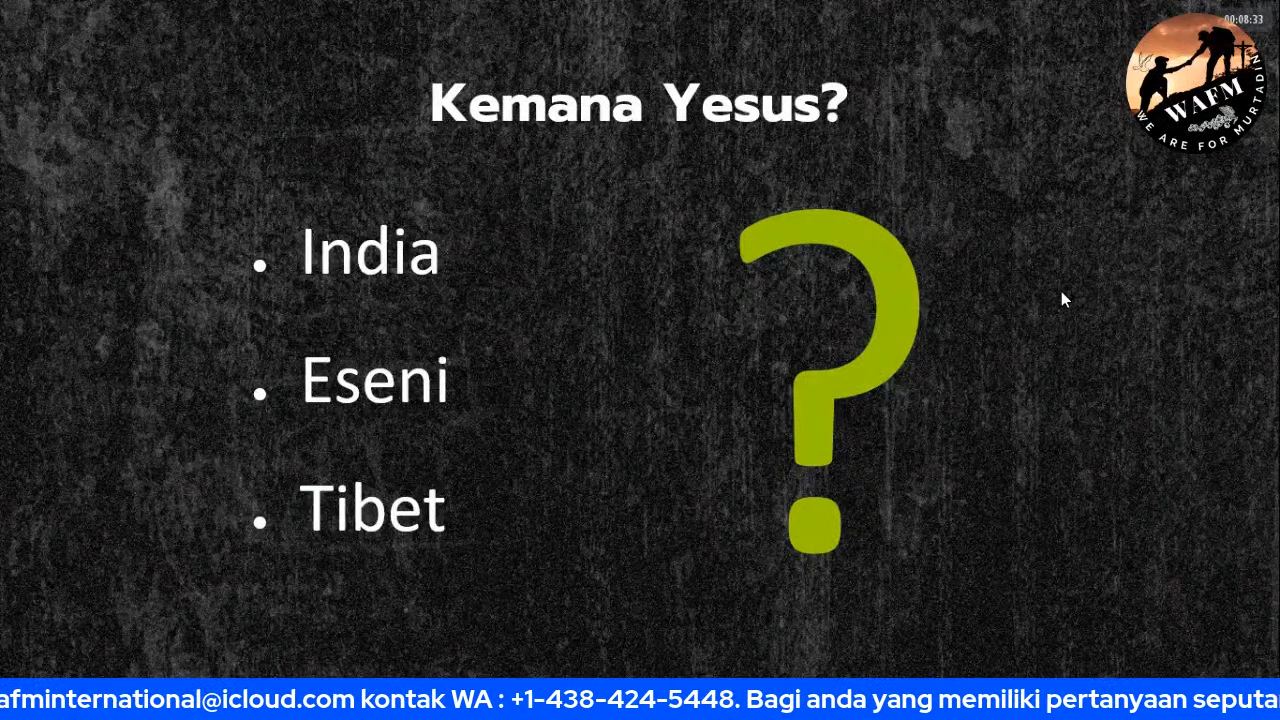 00:08:33
Kemana Yesus?
WAFM
WE ARE FOR MURTADIN
• India
• Eseni
• Tibet
afminternational@icloud.com kontak WA : +1-438-424-5448. Bagi anda yang memiliki pertanyaan seputa